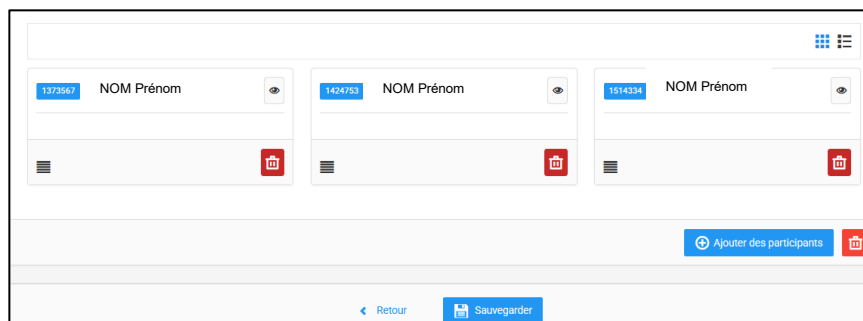 1373567 NOM Prénom 1424753 NOM Prénom 1514334 NOM Prénom
Ajouter des participants
Retour Sauvegarder